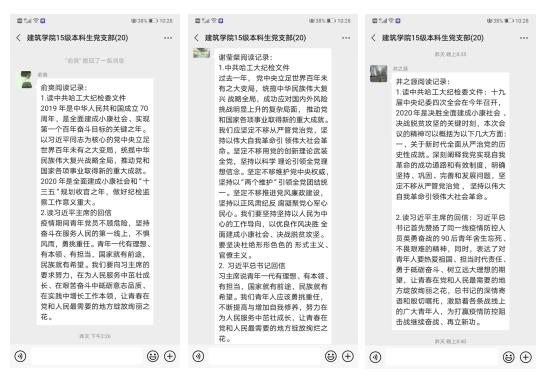 38% 10:28
建筑学院15级本科生党支部(20)
"俞爽"撤回了一条消息
俞爽
俞爽阅读记录：
1.读中共哈工大纪检文件
2019 年是中华人民共和国成立 70
周年，是全面建成小康社会、实现
第一个百年奋斗目标的关键之年。
以习近平同志为核心的党中央立足
世界百年未有之大变局，统揽中华
民族伟大复兴战略全局，推动党和
国家各项事业取得新的重大成就。
2020 年是全面建成小康社会和"十
三五"规划收官之年，做好纪检监
察工作意义重大。
2.读习近平主席的回信
疫情期间青年党员不顾危险，坚持
奋斗在服务人民的第一线上，不惧
风雨、勇挑重任。青年一代有理想、
有本领、有担当，国家就有前途，
民族就有希望。我们要向习主席的
要求努力，在为人民服务中茁壮成
长、在艰苦奋斗中砥砺意志品质、
在实践中增长工作本领，让青春在
党和人民最需要的地方绽放绚丽之
花。
昨天 下午3:26
38% 10:28
建筑学院15级本科生党支部(20)
谢莹粲阅读记录：
1.中共哈工大纪检文件
过去一年， 党中央立足世界百年未
有之大变局，统揽中华民族伟大复
兴 战略全局，成功应对国内外风险
挑战明显上升的复杂局面，推动党
和国家各项事业取得新的重大成就。
我们应坚定不移从严管党治党，坚
持以伟大自我革命引 领伟大社会革
命。坚定不移用党的创新理论武装
全党，坚持以科学 理论引领全党理
想信念。坚定不移维护党中央权威，
坚持以"两个维护"引领全党团结统
一。坚定不移推进党风廉政建设，
坚持以正风肃纪反 腐凝聚党心军心
民心。我们要坚持坚持以人民为中
心的工作导向，以优良作风决胜 全
面建成小康社会、决战脱贫攻坚。
要坚决杜绝形形色色的 形式主义、
官僚主义。
2. 习近平总书记回信
习主席说青年一代有理想、有本领、
有担当，国家就有前途，民族就有
希望。我们青年人应该勇挑重任，
不断提高与增加自我修养，努力在
为人民服务中茁壮成长，让青春在
党和人民最需要的地方绽放绚烂之
花。
38% 10:28
建筑学院15级本科生党支部(20)
昨天 晚上8:33
井之源
井之源阅读记录：
1.读中共哈工大纪检文件：十九
届中央纪委四次全会在今年召开，
2020年是决胜全面建成小康社会、
决战脱贫攻坚的关键时刻，本次会
议的精神可以概括为以下几大方面：
一，关于新时代全面从严治党的历
史性成就。深刻阐释我党实现自我
革命的成功道路和有效制度，明确
坚持、巩固、完善和发展问题，坚
定不移从严管党治党， 坚持以伟大
自我革命引领伟大社会革命。
2.读习近平主席的回信：习近平总
书记首先赞扬了同一线疫情防控人
员英勇奋战的90 后青年舍生忘死、
不畏艰难的精神，同时，表达了对
青年人要热爱祖国、担当时代责任、
勇于砥砺奋斗、树立远大理想的期
望，让青春在党和人民最需要的地
方绽放绚丽之花，总书记的深情寄
语和殷切嘱托，激励着各条战线上
的广大青年人，为打赢疫情防控阻
击战继续奋战、再立新功。
昨天 晚上8:40